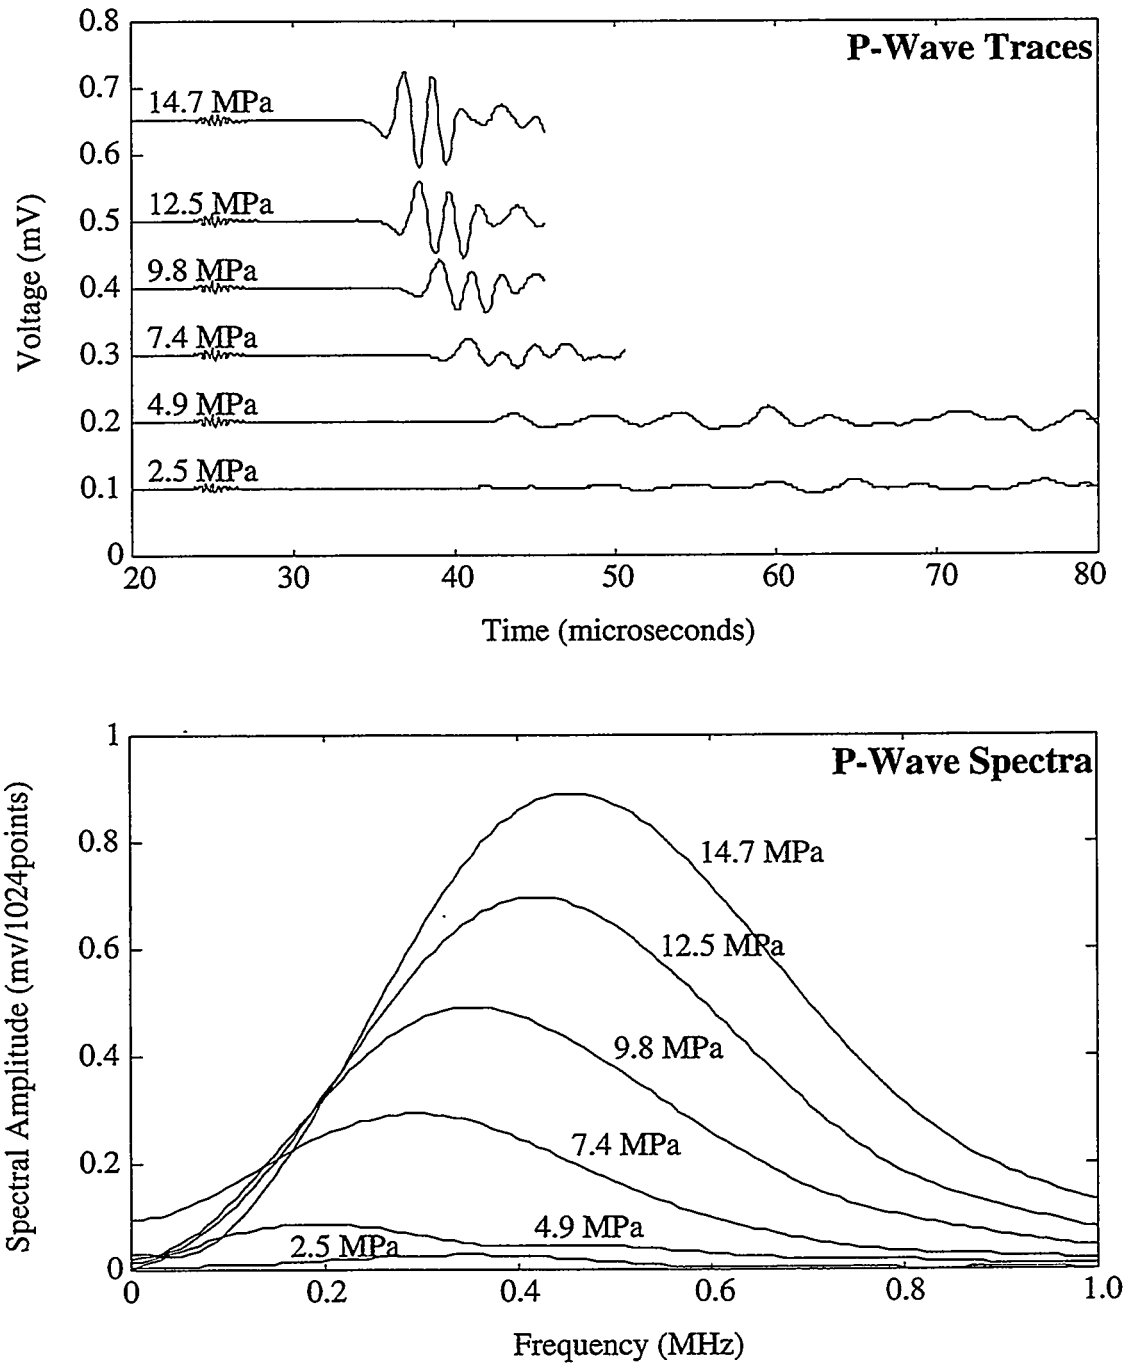 P-Wave Traces
0.8
0.7
14.7 MPa
0.6
12.5 MPa
0.5
9.8 MPa
0.4
7.4 MPa
0.3
4.9 MPa
0.2
2.5 MPa
0.1
0
20 30 40 50 60 70 80
Voltage (mV)
Time (microseconds)
P-Wave Spectra
1
0.8
14.7 MPa
0.6
12.5 MPa
0.4
9.8 MPa
0.2
7.4 MPa
4.9 MPa
2.5 MPa
0
0 0.2 0.4 0.6 0.8 1.0
Spectral Amplitude (mv/1024points)
Frequency (MHz)